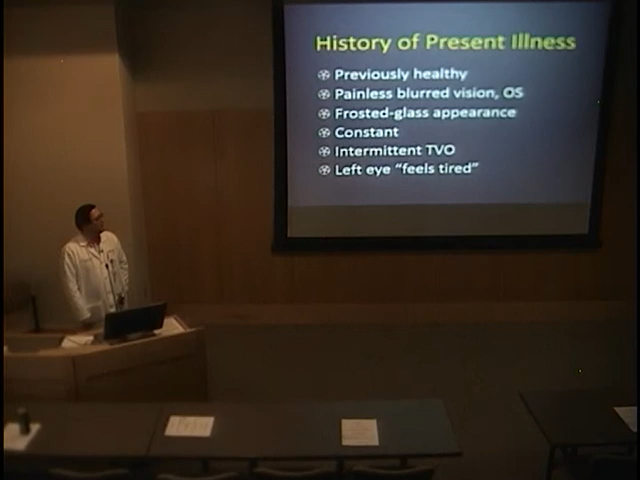 History of Present Illness
Previously healthy
Painless blurred vision, OS
Frosted-glass appearance
Constant
Intermittent TVO
Left eye "feels tired"